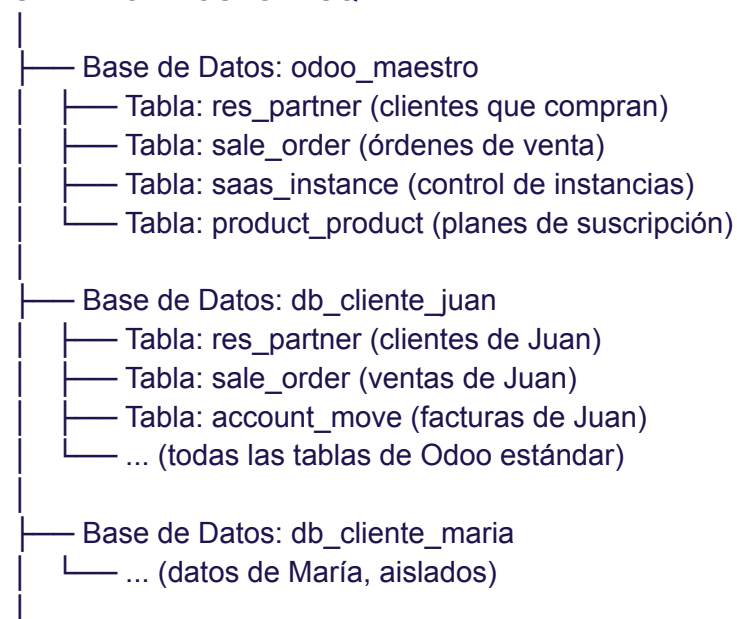 │
├── Base de Datos: odoo_maestro
│ ├── Tabla: res_partner (clientes que compran)
│ ├── Tabla: sale_order (órdenes de venta)
│ ├── Tabla: saas_instance (control de instancias)
│ └── Tabla: product_product (planes de suscripción)
│
├── Base de Datos: db_cliente_juan
│ ├── Tabla: res_partner (clientes de Juan)
│ ├── Tabla: sale_order (ventas de Juan)
│ ├── Tabla: account_move (facturas de Juan)
│ └── ... (todas las tablas de Odoo estándar)
│
├── Base de Datos: db_cliente_maria
│ └── ... (datos de María, aislados)
│